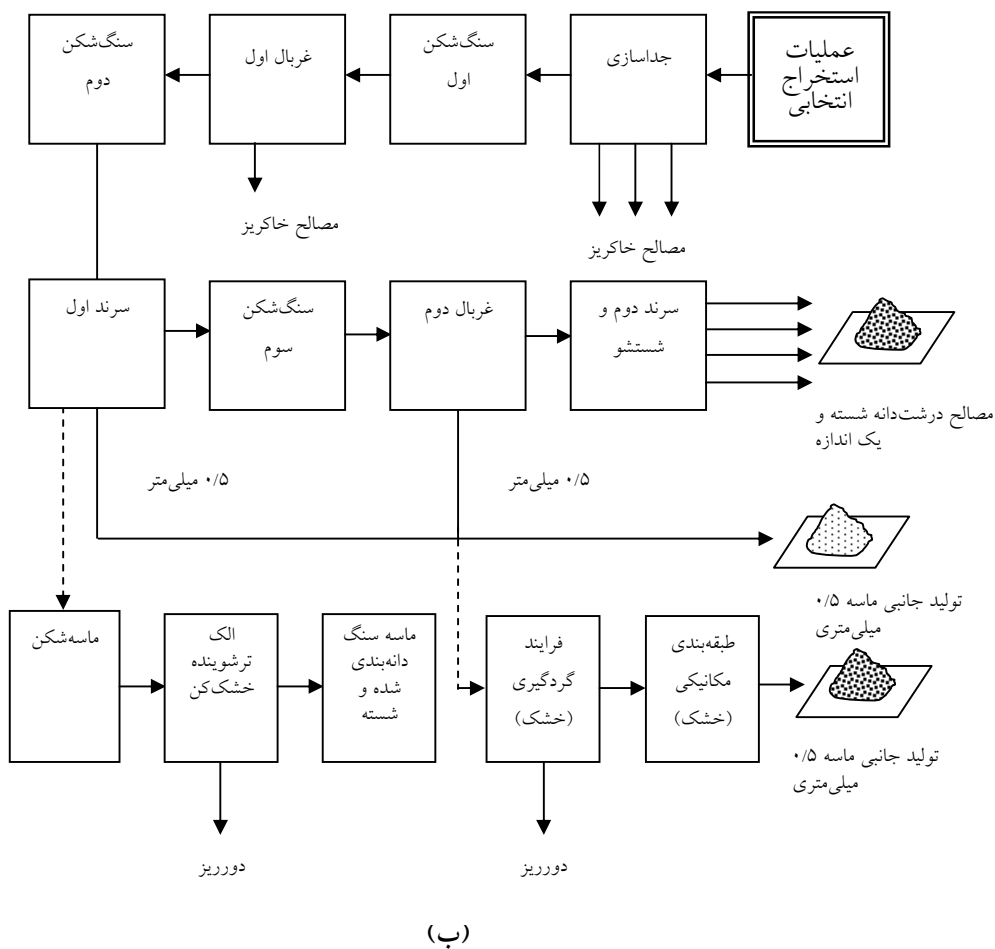 عملیات
استخراج
انتخابی
جداسازی
سنگ‌شکن
اول
غربال اول
سنگ‌شکن
دوم
مصالح خاکریز
مصالح خاکریز
سرند اول
سنگ‌شکن
سوم
غربال دوم
سرند دوم و
شستشو
مصالح درشت‌دانه شسته و
یک اندازه
۰/۵ میلی‌متر
۰/۵ میلی‌متر
تولید جانبی ماسه ۰/۵
میلی‌متری
ماسه‌شکن
الک
ترشوینده
خشک‌کن
ماسه سنگ
دانه‌بندی
شده و
شسته
فرایند
گردگیری
(خشک)
طبقه‌بندی
مکانیکی
(خشک)
تولید جانبی ماسه ۰/۵
میلی‌متری
دورریز
دورریز
(ب)